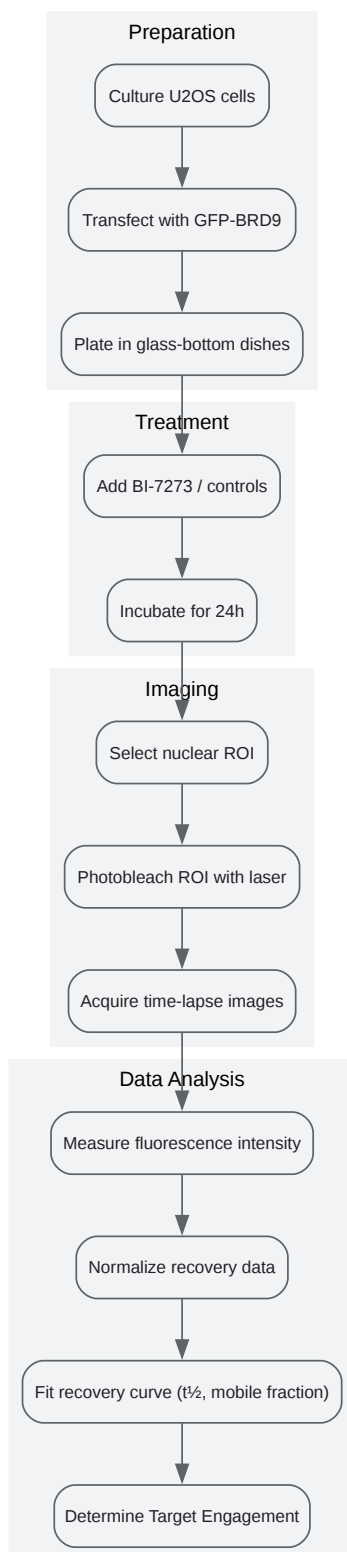 Preparation
Culture U2OS cells
Transfect with GFP-BRD9
Plate in glass-bottom dishes
Treatment
Add BI-7273 / controls
Incubate for 24h
Imaging
Select nuclear ROI
Photobleach ROI with laser
Acquire time-lapse images
Data Analysis
Measure fluorescence intensity
Normalize recovery data
Fit recovery curve (t½, mobile fraction)
Determine Target Engagement